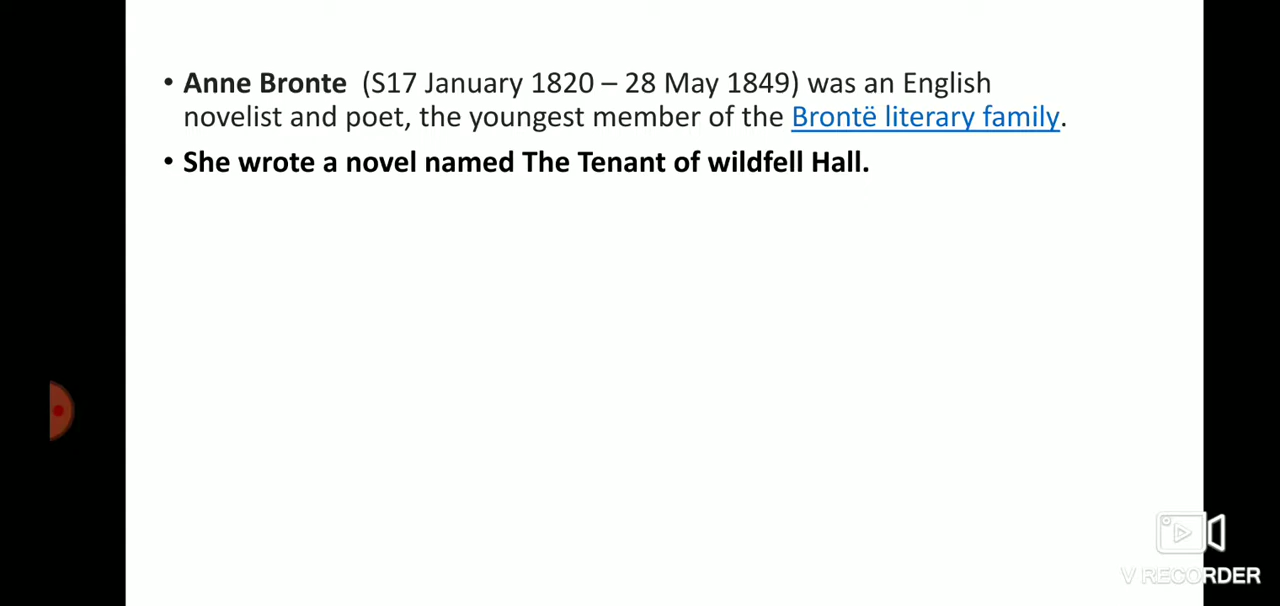 • Anne Bronte (S17 January 1820 – 28 May 1849) was an English
novelist and poet, the youngest member of the Brontë literary family.
• She wrote a novel named The Tenant of wildfell Hall.
V RECORDER